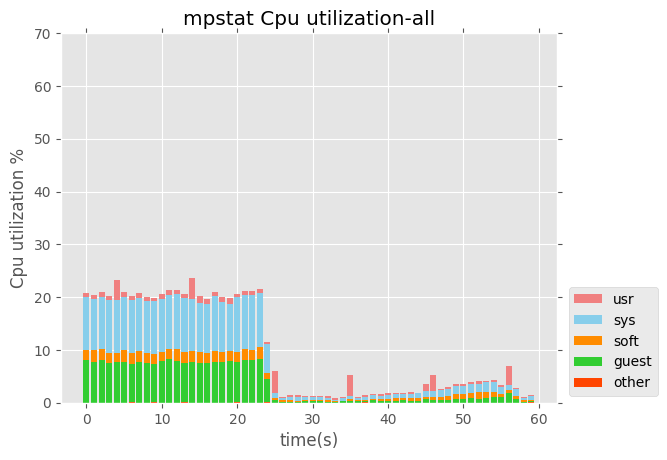 mpstat Cpu utilization-all
70
60
50
40
30
20
10
0
Cpu utilization %
0 10 20 30 40 50 60
time(s)
usr
sys
soft
guest
other